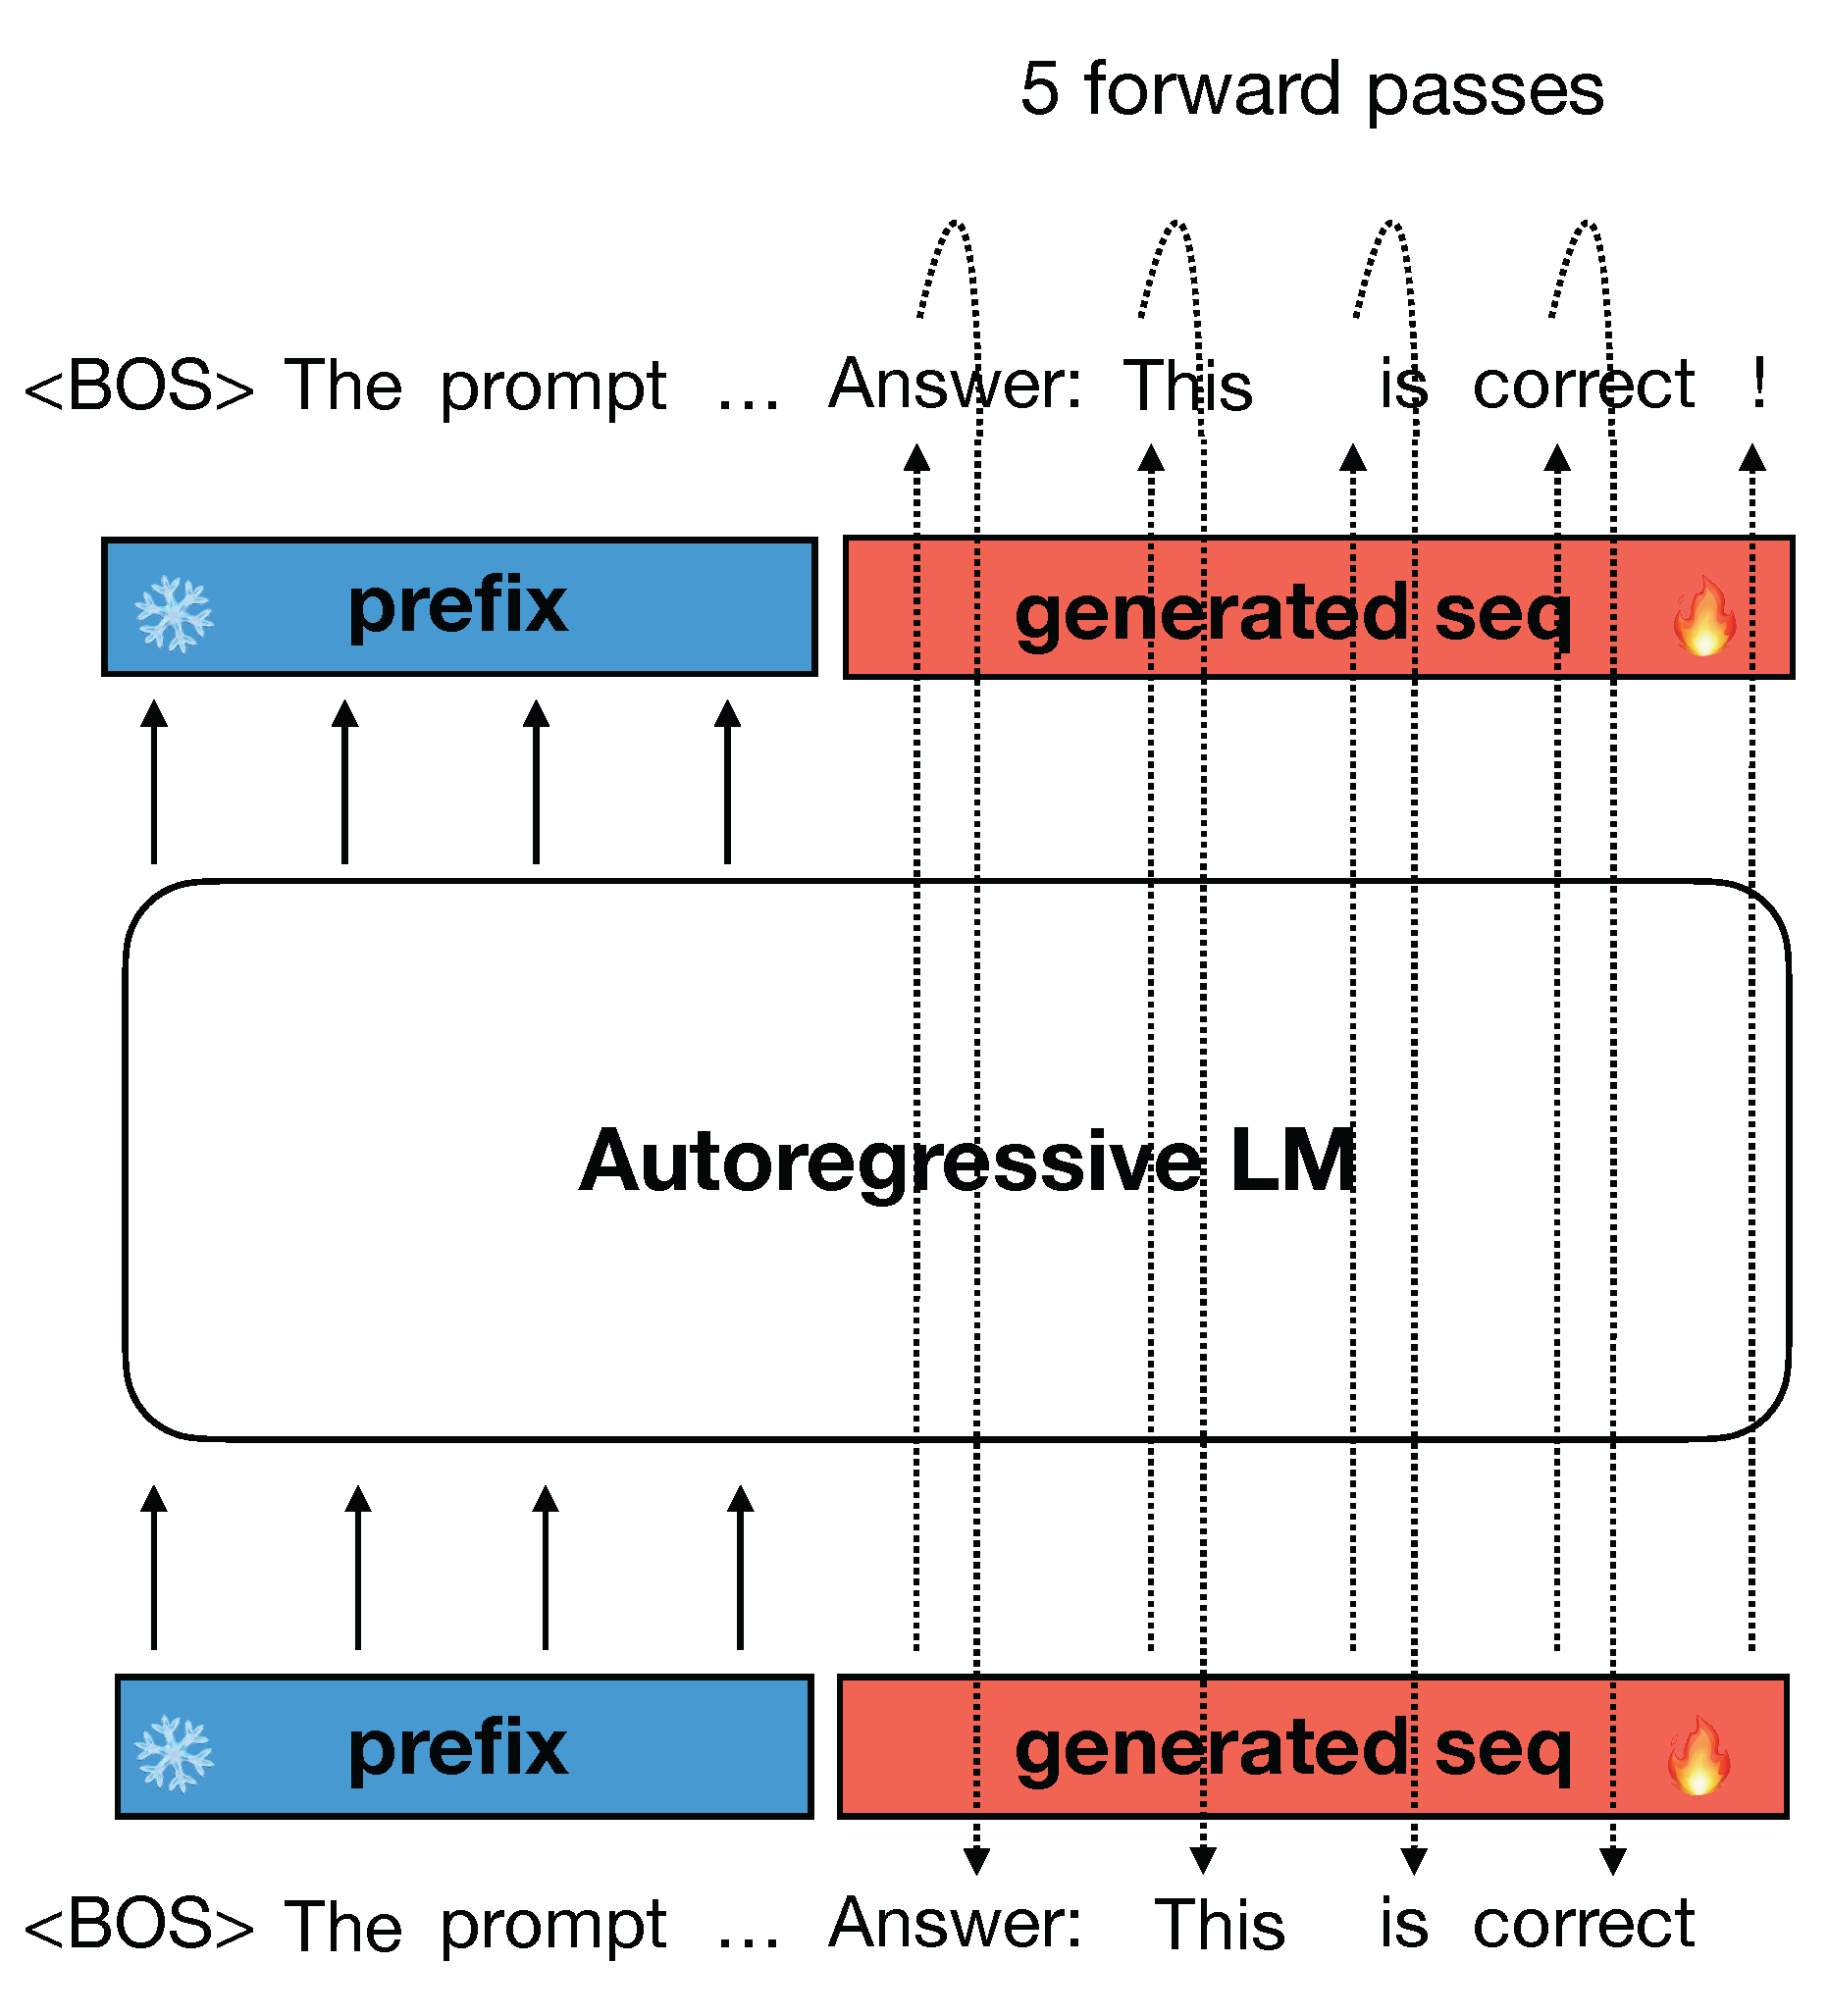 5 forward passes
<BOS> The prompt ... Answer: This is correct !
prefix generated seq
Autoregressive LM
prefix generated seq
<BOS> The prompt ... Answer: This is correct